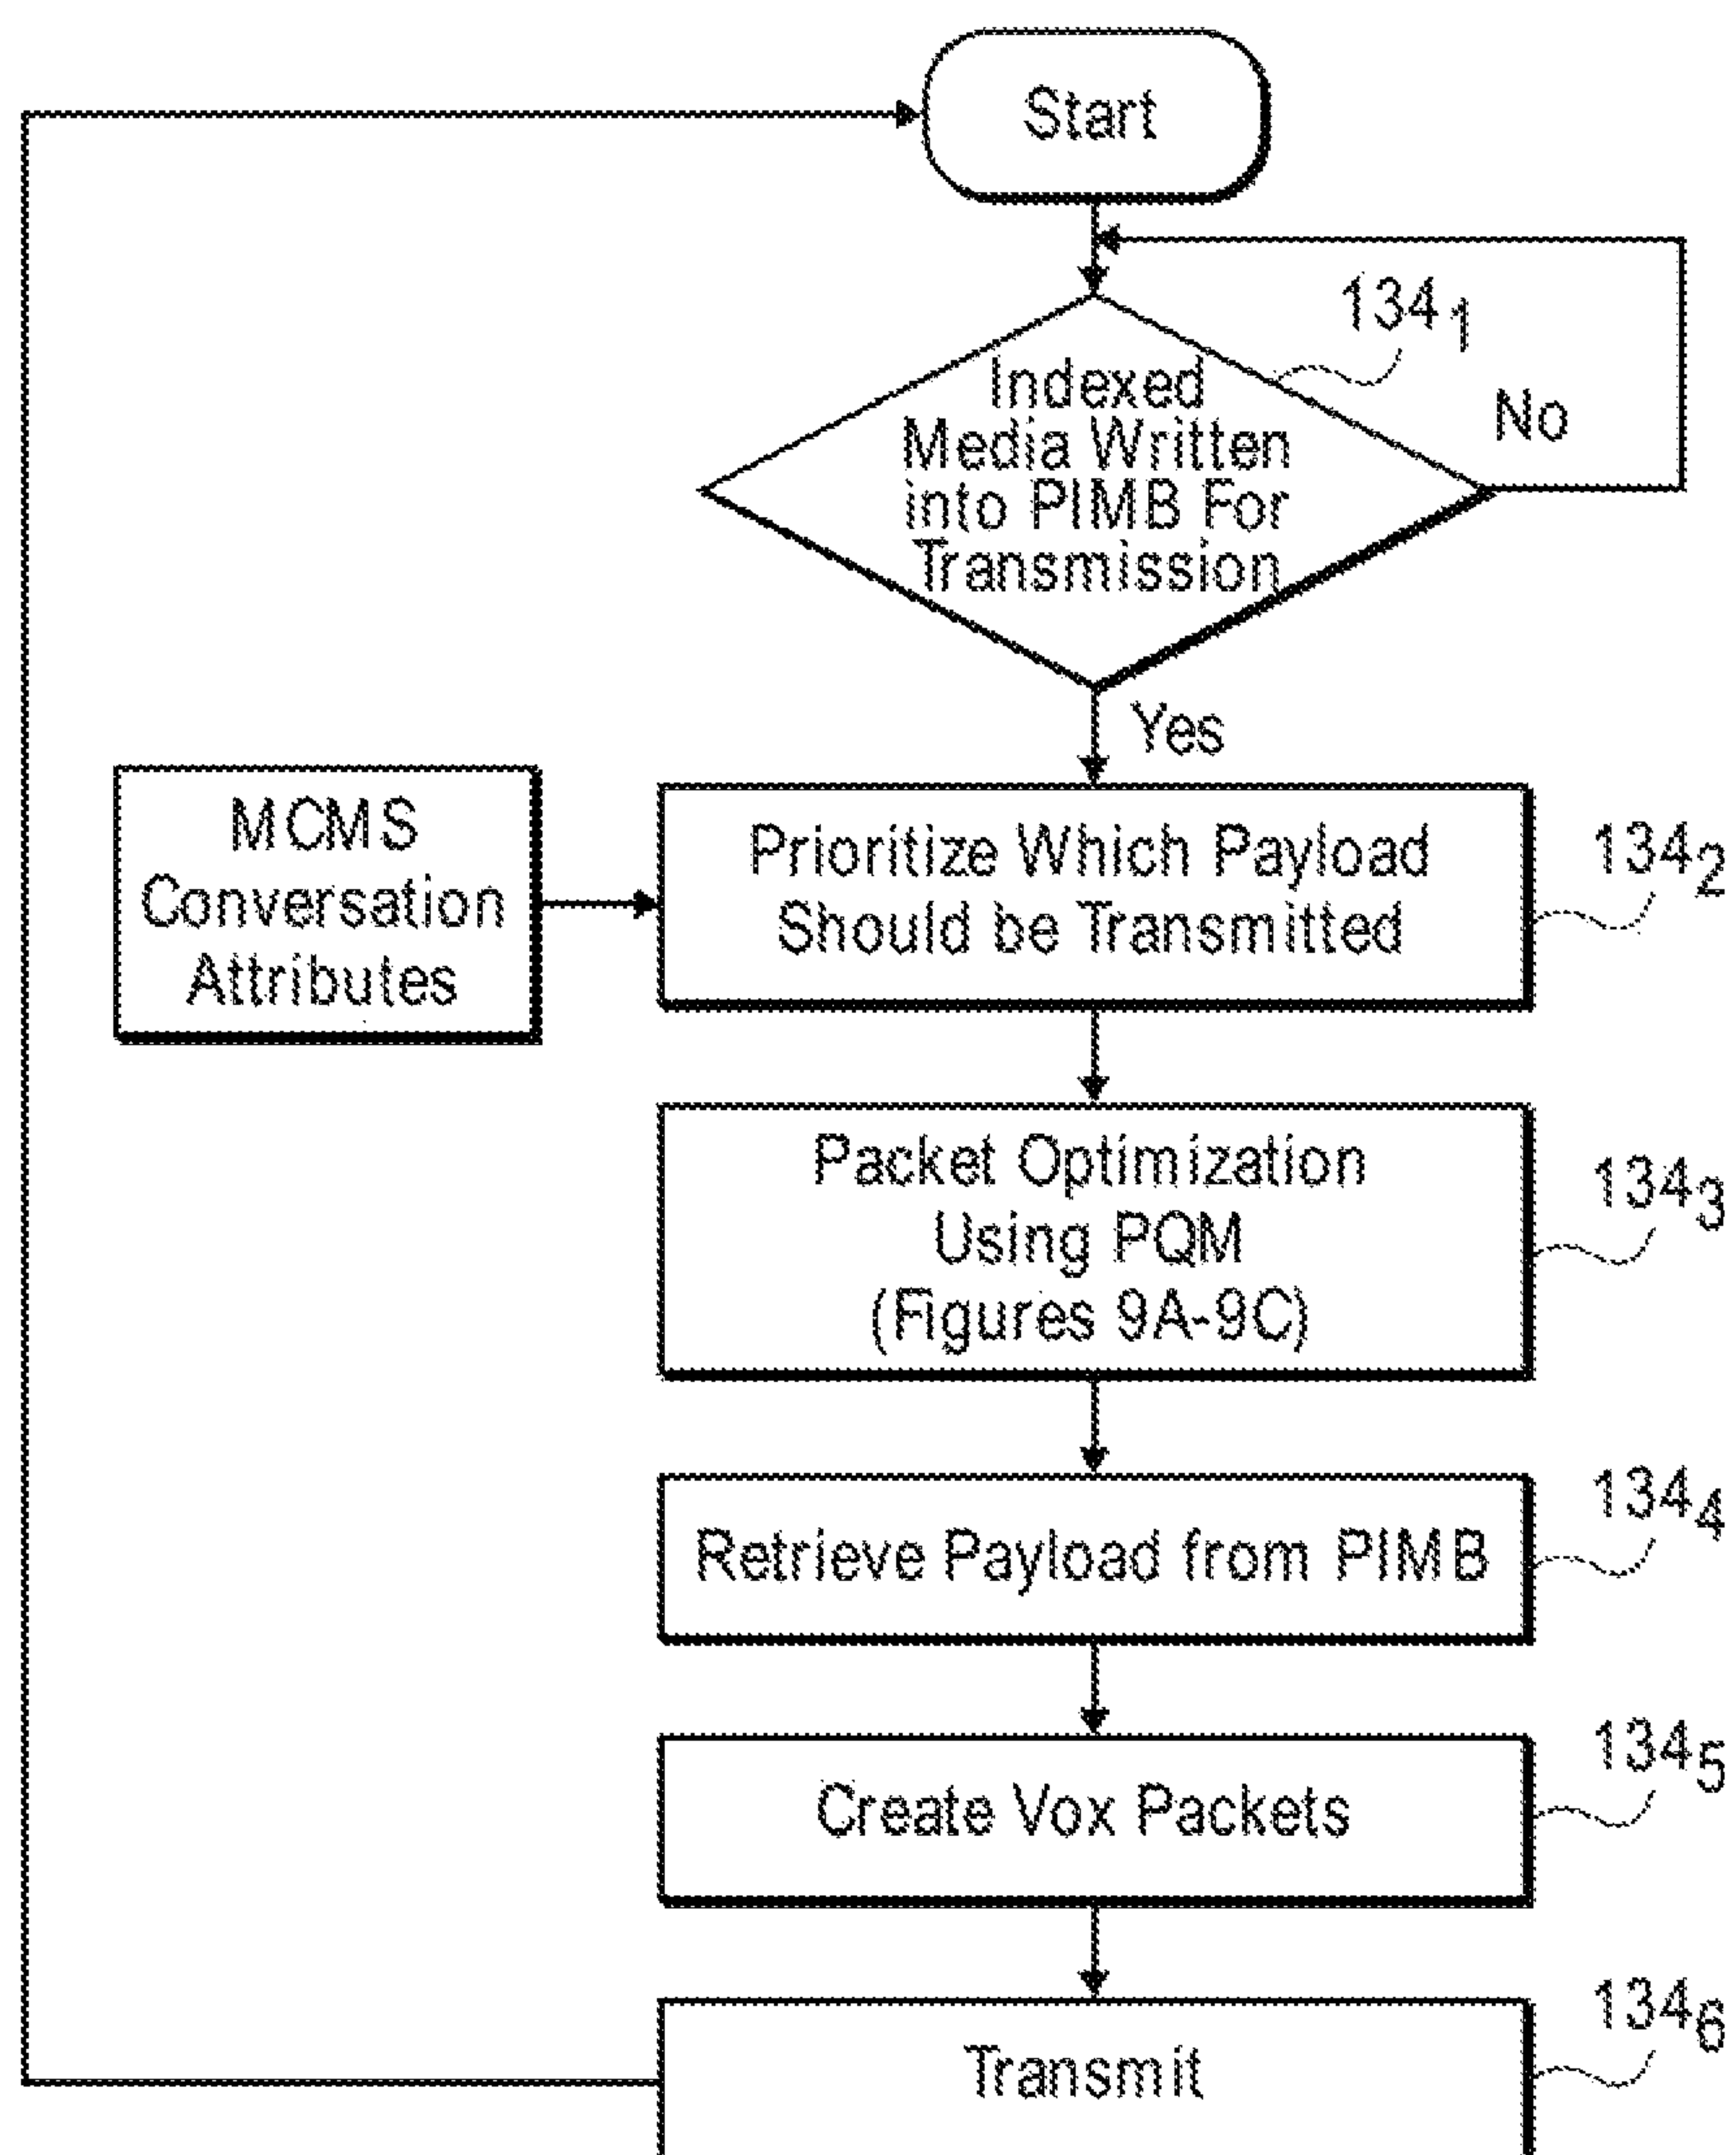 Start
134₁
Indexed
Media Written
into PIMB For
Transmission
No
Yes
MCMS
Conversation
Attributes
Prioritize Which Payload
Should be Transmitted
134₂
Packet Optimization
Using PQM
(Figures 9A-9C)
134₃
Retrieve Payload from PIMB
134₄
Create Vox Packets
134₅
Transmit
134₆